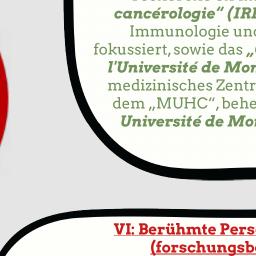 cancérologie“ (IRI
Immunologie und
fokussiert, sowie das „
l'Université de Mon
medizinisches Zentr
dem „MUHC“, behe
Université de Mon
VI: Berühmte Pers
(forschungsb